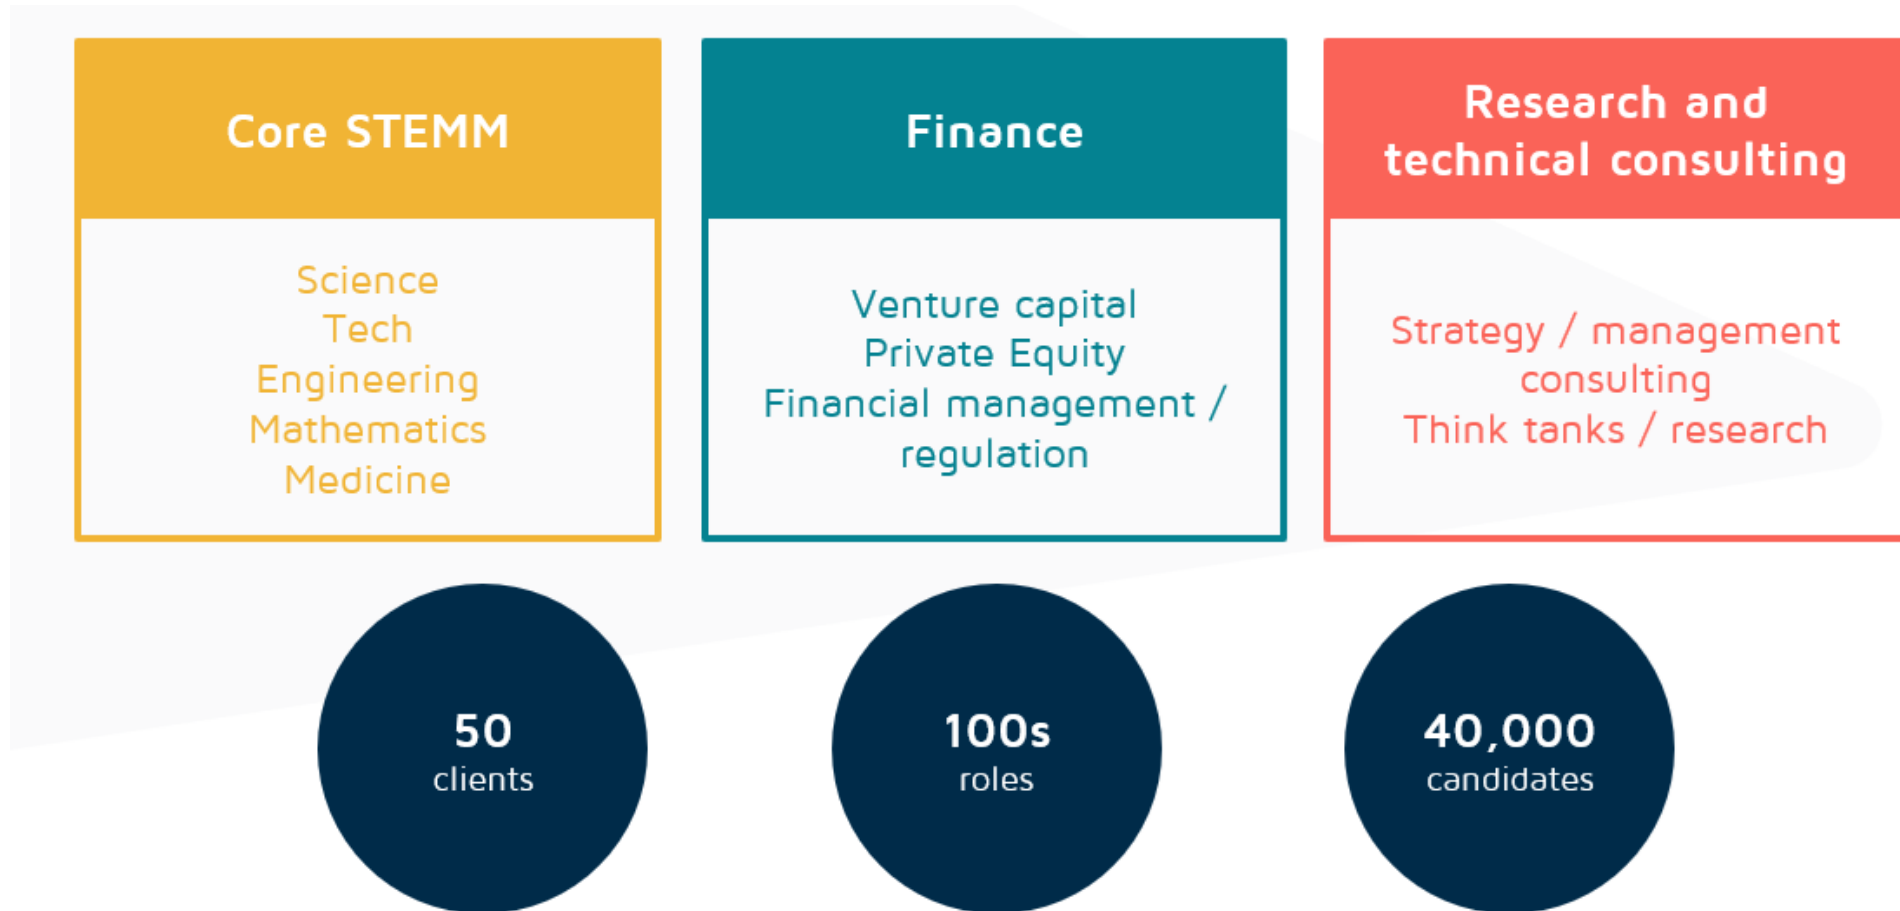 Core STEMM
Science
Tech
Engineering
Mathematics
Medicine
Finance
Venture capital
Private Equity
Financial management /
regulation
Research and
technical consulting
Strategy / management
consulting
Think tanks / research
50
clients
100s
roles
40,000
candidates